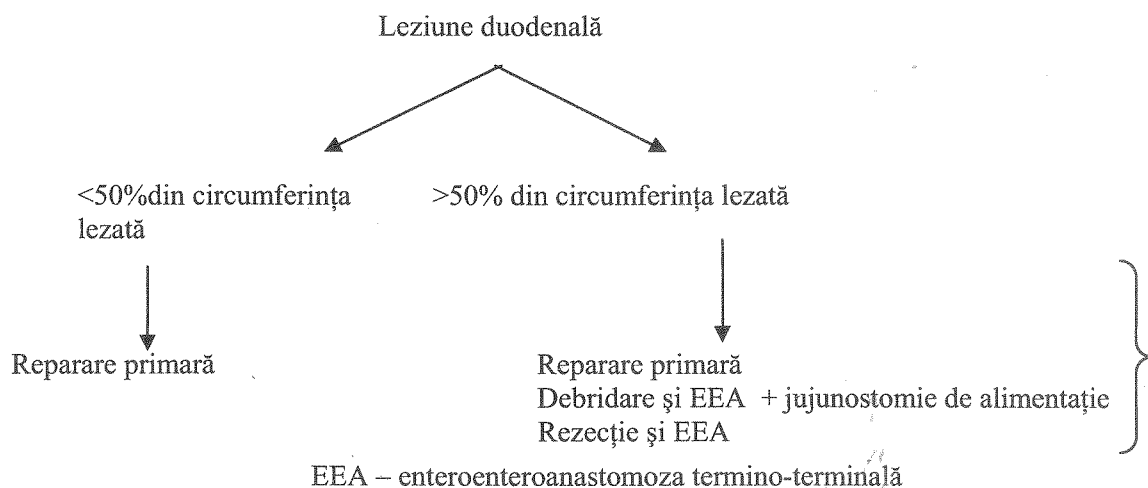 Leziune duodenală
<50%din circumferința
lezată
>50% din circumferința lezată
Reparare primară
Reparare primară
Debridare şi EEA + jujunostomie de alimentație
Rezecție şi EEA
EEA – enteroenteroanastomoza termino-terminală